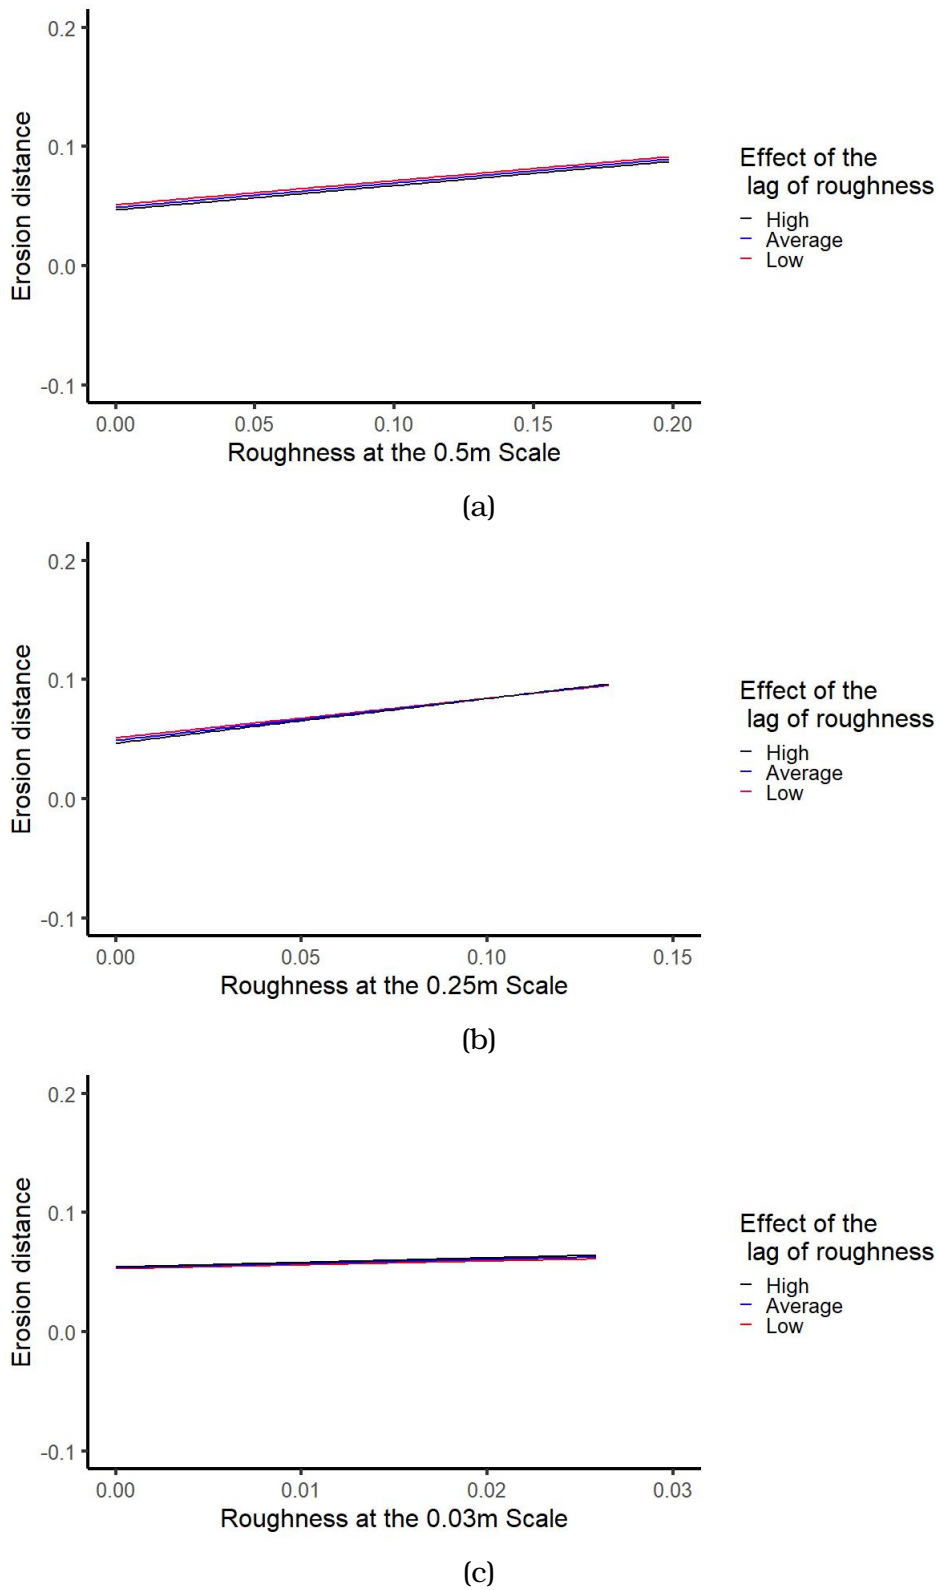 0.2
0.1
0.0
-0.1
Erosion distance
0.00 0.05 0.10 0.15 0.20
Roughness at the 0.5m Scale
Effect of the
lag of roughness
High
Average
Low
(a)
0.2
0.1
0.0
-0.1
Erosion distance
0.00 0.05 0.10 0.15
Roughness at the 0.25m Scale
Effect of the
lag of roughness
High
Average
Low
(b)
0.2
0.1
0.0
-0.1
Erosion distance
0.00 0.01 0.02 0.03
Roughness at the 0.03m Scale
Effect of the
lag of roughness
High
Average
Low
(c)